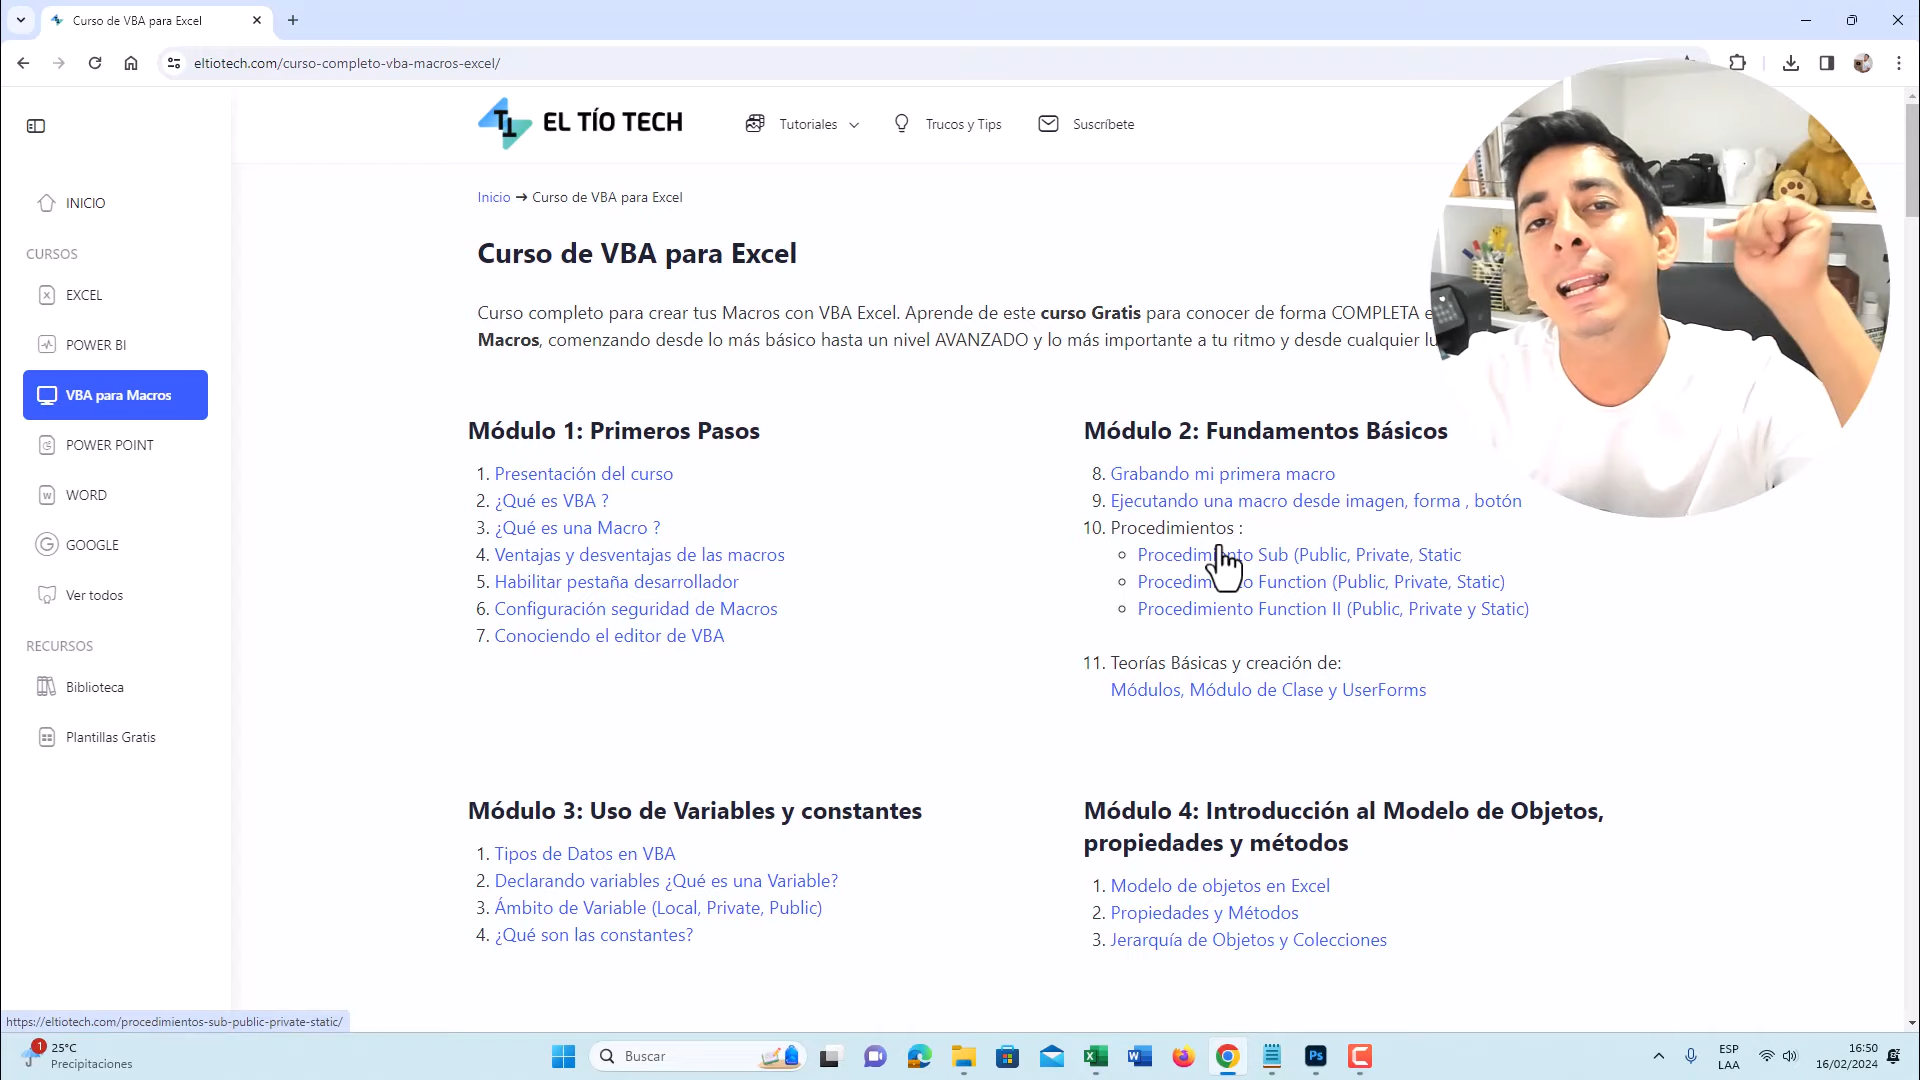 Curso de VBA para Excel
eltiotech.com/curso-completo-vba-macros-excel/
EL TÍO TECH
Tutoriales
Trucos y Tips
Suscríbete
INICIO
CURSOS
EXCEL
POWER BI
VBA para Macros
POWER POINT
WORD
GOOGLE
Ver todos
RECURSOS
Biblioteca
Plantillas Gratis
Inicio → Curso de VBA para Excel
Curso de VBA para Excel
Curso completo para crear tus Macros con VBA Excel. Aprende de este curso Gratis para conocer de forma COMPLETA
Macros, comenzando desde lo más básico hasta un nivel AVANZADO y lo más importante a tu ritmo y desde cualquier
Módulo 1: Primeros Pasos
1. Presentación del curso
2. ¿Qué es VBA ?
3. ¿Qué es una Macro ?
4. Ventajas y desventajas de las macros
5. Habilitar pestaña desarrollador
6. Configuración seguridad de Macros
7. Conociendo el editor de VBA
Módulo 2: Fundamentos Básicos
8. Grabando mi primera macro
9. Ejecutando una macro desde imagen, forma , botón
10. Procedimientos :
Procedimiento Sub (Public, Private, Static
Procedimiento Function (Public, Private, Static)
Procedimiento Function II (Public, Private y Static)
11. Teorías Básicas y creación de:
Módulos, Módulo de Clase y UserForms
Módulo 3: Uso de Variables y constantes
1. Tipos de Datos en VBA
2. Declarando variables ¿Qué es una Variable?
3. Ámbito de Variable (Local, Private, Public)
4. ¿Qué son las constantes?
Módulo 4: Introducción al Modelo de Objetos,
propiedades y métodos
1. Modelo de objetos en Excel
2. Propiedades y Métodos
3. Jerarquía de Objetos y Colecciones
https://eltiotech.com/procedimientos-sub-public-private-static/
1
25°C
Precipitaciones
Buscar
Ps
ESP
LAA
16:50
16/02/2024